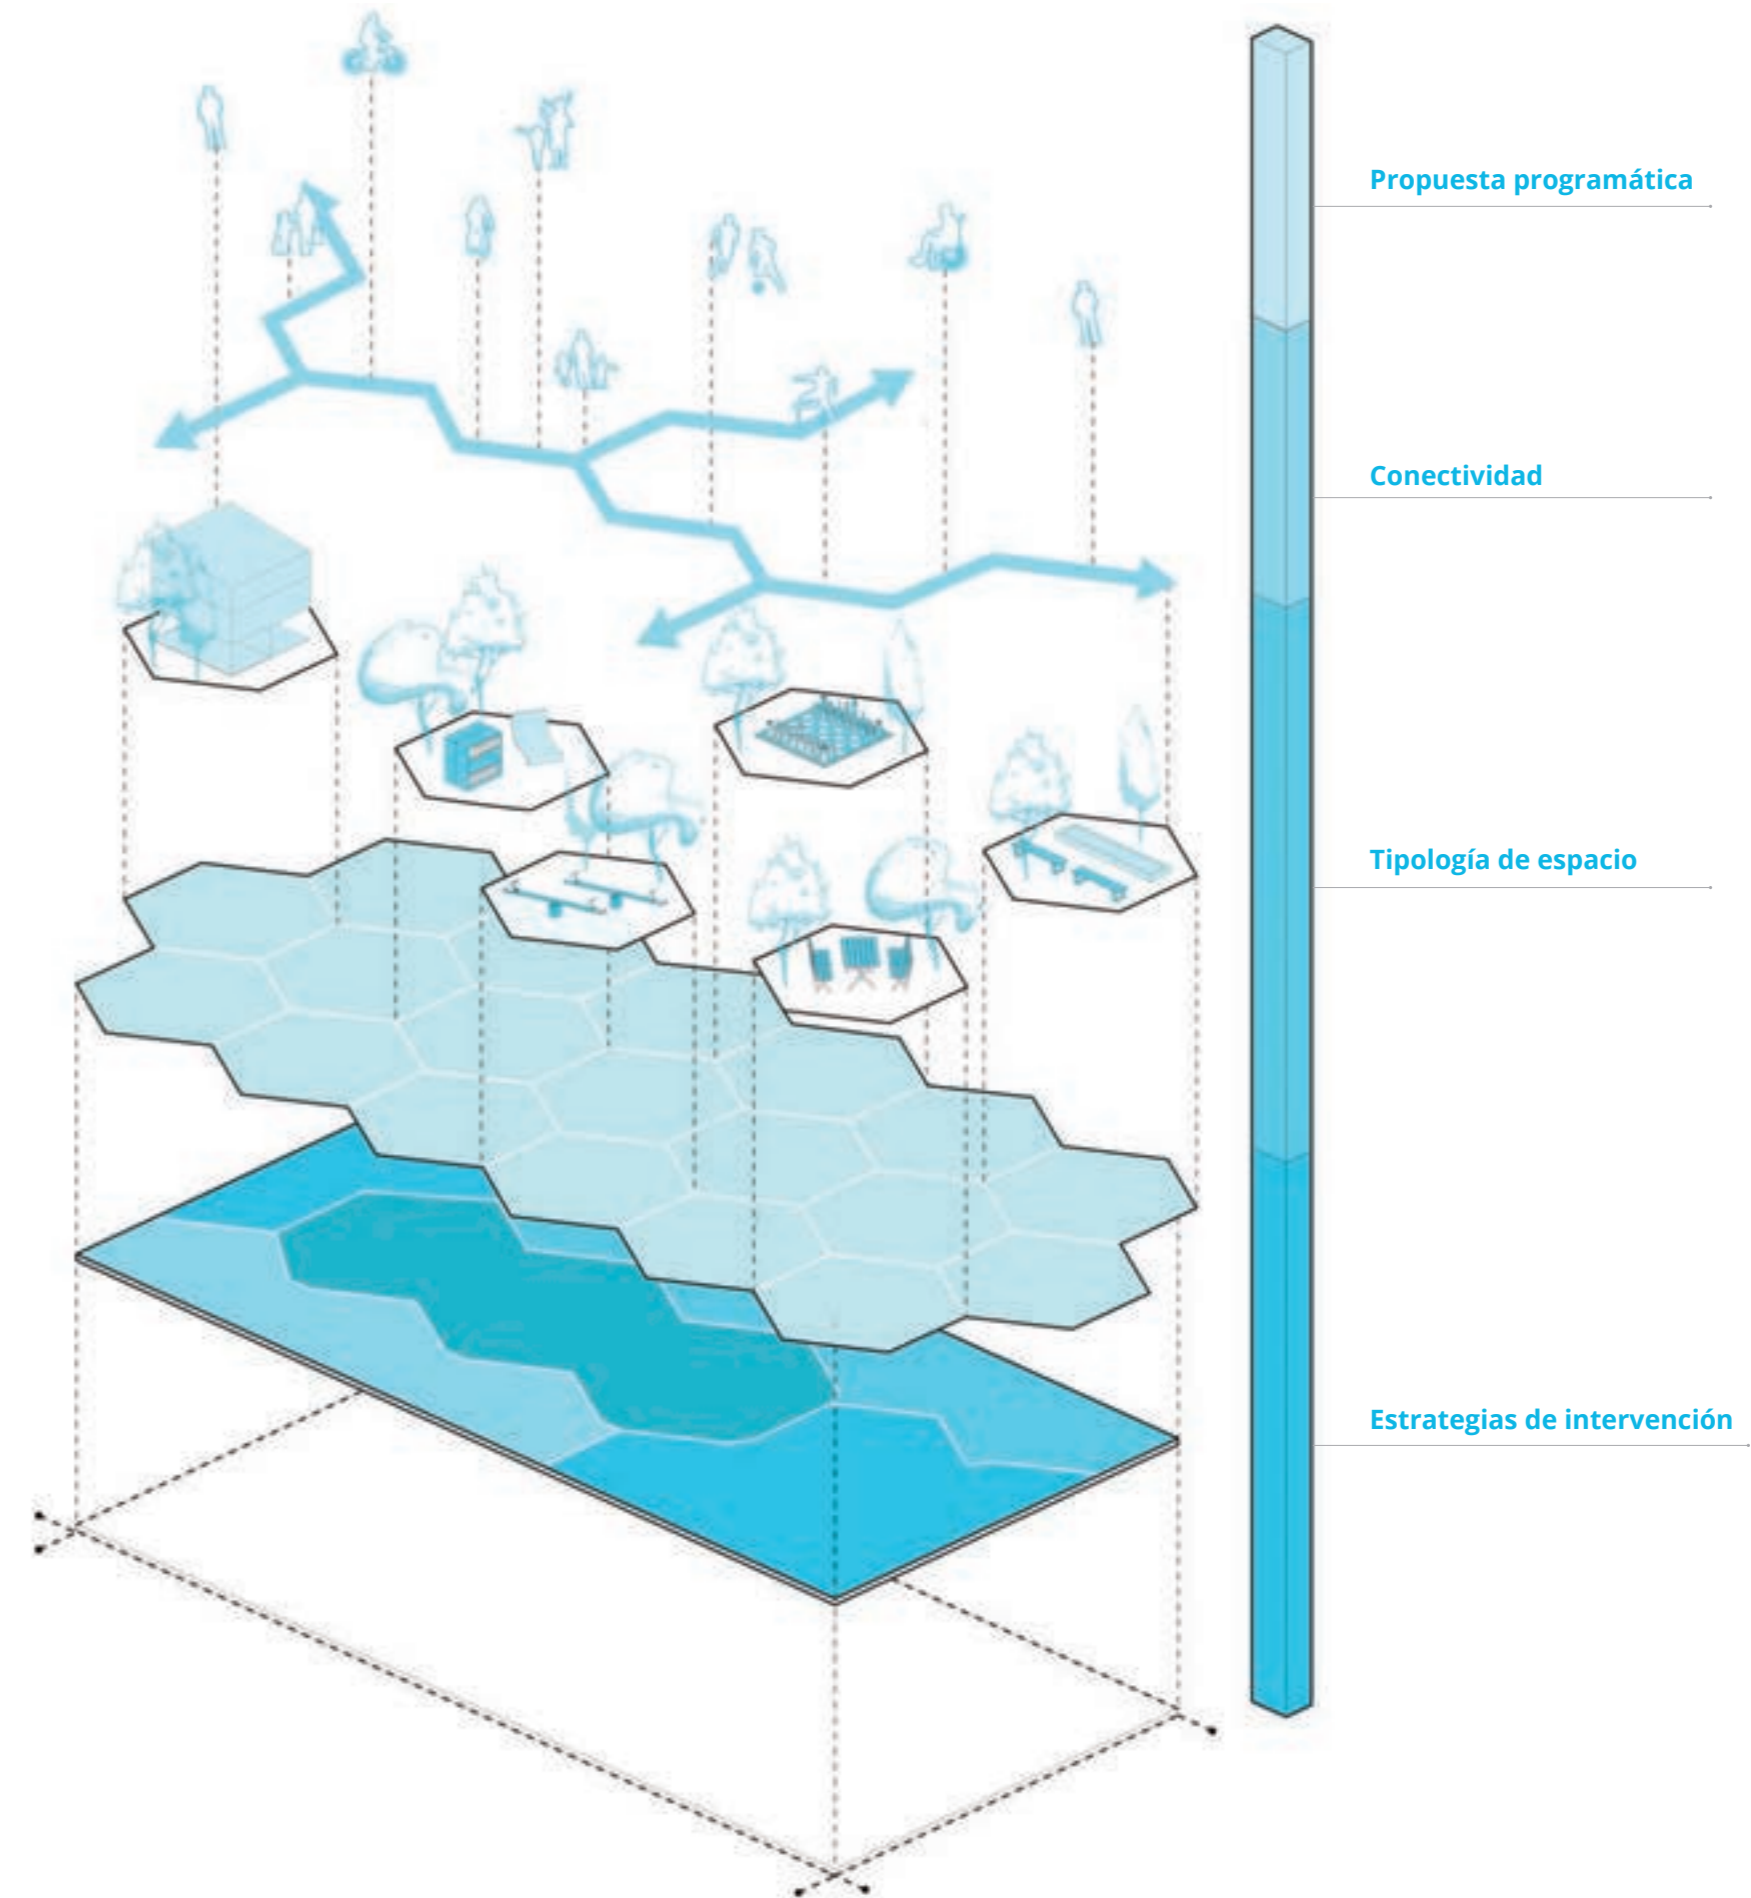 Propuesta programática
Conectividad
Tipología de espacio
Estrategias de intervención